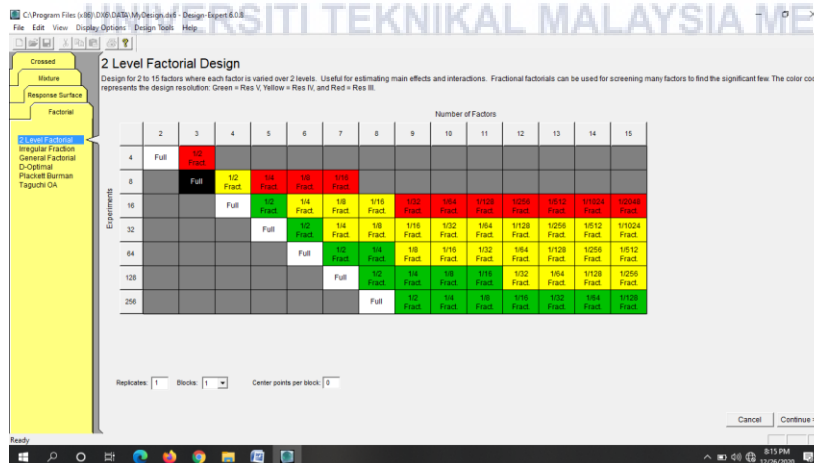 UNIVERSITI TEKNIKAL MALAYSIA ME
C:\Program Files (x86)\DX6\DATA\MyDesign.dx6 - Design-Expert 6.0.8
File Edit View Display Options Design Tools Help
Crossed
Mixture
Response Surface
Factorial
2 Level Factorial
Irregular Fraction
General Factorial
D-Optimal
Plackett Burman
Taguchi OA
2 Level Factorial Design
Design for 2 to 15 factors where each factor is varied over 2 levels. Useful for estimating main effects and interactions. Fractional factorials can be used for screening many factors to find the significant few. The color co
represents the design resolution: Green = Res V, Yellow = Res IV, and Red = Res III.
Number of Factors
2 3 4 5 6 7 8 9 10 11 12 13 14 15
Experiments
4 Full 1/2 Fract.
8 Full 1/2 Fract. 1/4 Fract. 1/8 Fract. 1/16 Fract.
16 Full 1/2 Fract. 1/4 Fract. 1/8 Fract. 1/16 Fract. 1/32 Fract. 1/64 Fract. 1/128 Fract. 1/256 Fract. 1/512 Fract. 1/1024 Fract. 1/2048 Fract.
32 Full 1/2 Fract. 1/4 Fract. 1/8 Fract. 1/16 Fract. 1/32 Fract. 1/64 Fract. 1/128 Fract. 1/256 Fract. 1/512 Fract. 1/1024 Fract.
64 Full 1/2 Fract. 1/4 Fract. 1/8 Fract. 1/16 Fract. 1/32 Fract. 1/64 Fract. 1/128 Fract. 1/256 Fract. 1/512 Fract.
128 Full 1/2 Fract. 1/4 Fract. 1/8 Fract. 1/16 Fract. 1/32 Fract. 1/64 Fract. 1/128 Fract. 1/256 Fract.
256 Full 1/2 Fract. 1/4 Fract. 1/8 Fract. 1/16 Fract. 1/32 Fract. 1/64 Fract. 1/128 Fract.
Replicates: 1 Blocks: 1 Center points per block: 0
Cancel Continue
Ready
8:15 PM
12/26/2020